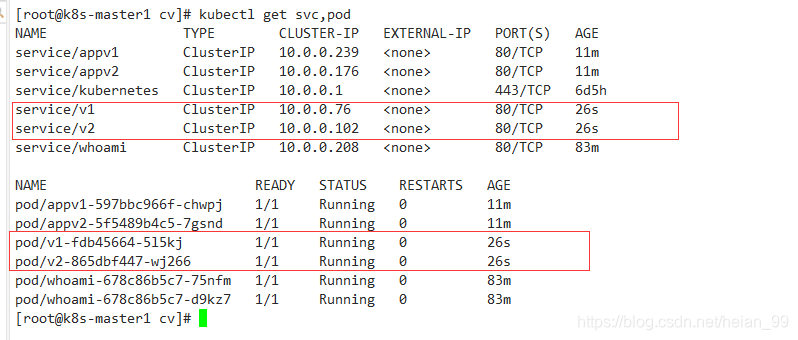 [root@k8s-master1 cv]# kubectl get svc,pod
NAME TYPE CLUSTER-IP EXTERNAL-IP PORT(S) AGE
service/appv1 ClusterIP 10.0.0.239 <none> 80/TCP 11m
service/appv2 ClusterIP 10.0.0.176 <none> 80/TCP 11m
service/kubernetes ClusterIP 10.0.0.1 <none> 443/TCP 6d5h
service/v1 ClusterIP 10.0.0.76 <none> 80/TCP 26s
service/v2 ClusterIP 10.0.0.102 <none> 80/TCP 26s
service/whoami ClusterIP 10.0.0.208 <none> 80/TCP 83m
NAME READY STATUS RESTARTS AGE
pod/appv1-597bbc966f-chwpj 1/1 Running 0 11m
pod/appv2-5f5489b4c5-7gsnd 1/1 Running 0 11m
pod/v1-fdb45664-5l5kj 1/1 Running 0 26s
pod/v2-865dbf447-wj266 1/1 Running 0 26s
pod/whoami-678c86b5c7-75nfm 1/1 Running 0 83m
pod/whoami-678c86b5c7-d9kz7 1/1 Running 0 83m
[root@k8s-master1 cv]#
https://blog.csdn.net/heian_99